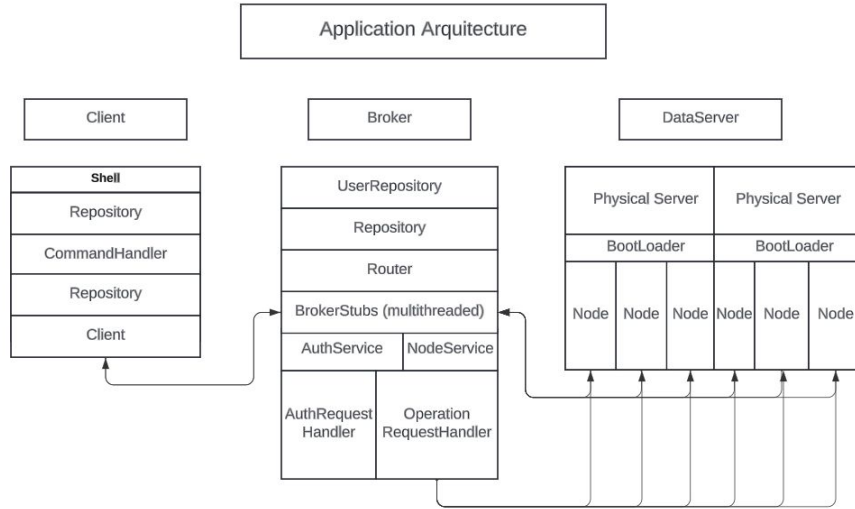 Application Arquitecture
Client
Broker
DataServer
Shell
Repository
CommandHandler
Repository
Client
UserRepository
Repository
Router
BrokerStubs (multithreaded)
AuthService
NodeService
AuthRequest
Handler
Operation
RequestHandler
Physical Server
Physical Server
BootLoader
BootLoader
Node
Node
Node
Node
Node
Node